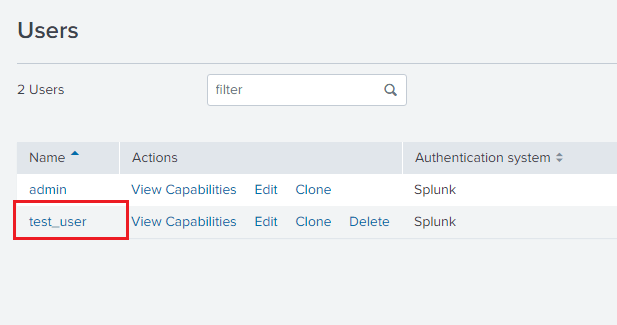 Users
2 Users filter
Name Actions Authentication system
admin View Capabilities Edit Clone Splunk
test_user View Capabilities Edit Clone Delete Splunk